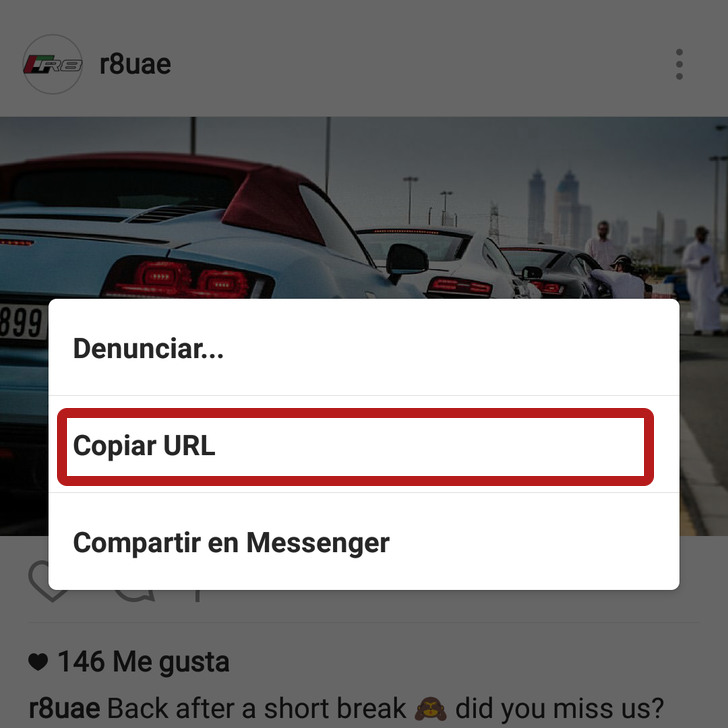 R8
r8uae
899
Denunciar...
Copiar URL
Compartir en Messenger
146 Me gusta
r8uae Back after a short break 🙈 did you miss us?